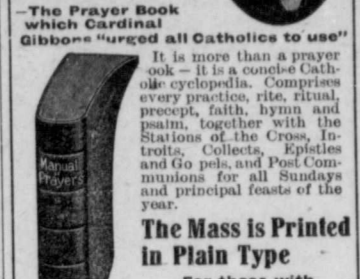 —The Prayer Book
which Cardinal
Gibbons "urged all Catholics to use"
It is more than a prayer
ook — it is a concise Cath-
olic cyclopedia. Comprises
every practice, rite, ritual,
precept, faith, hymn and
psalm, together with the
Stations of the Cross, In-
troits, Collects, Epistles
and Go pels, and Post Com-
munions for all Sundays
and principal feasts of the
year.
Manual
Prayers
The Mass is Printed
in Plain Type
For those with